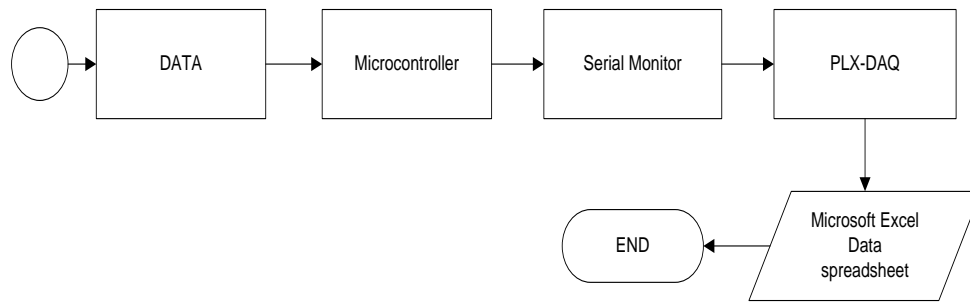 DATA
Microcontroller
Serial Monitor
PLX-DAQ
Microsoft Excel
Data
spreadsheet
END